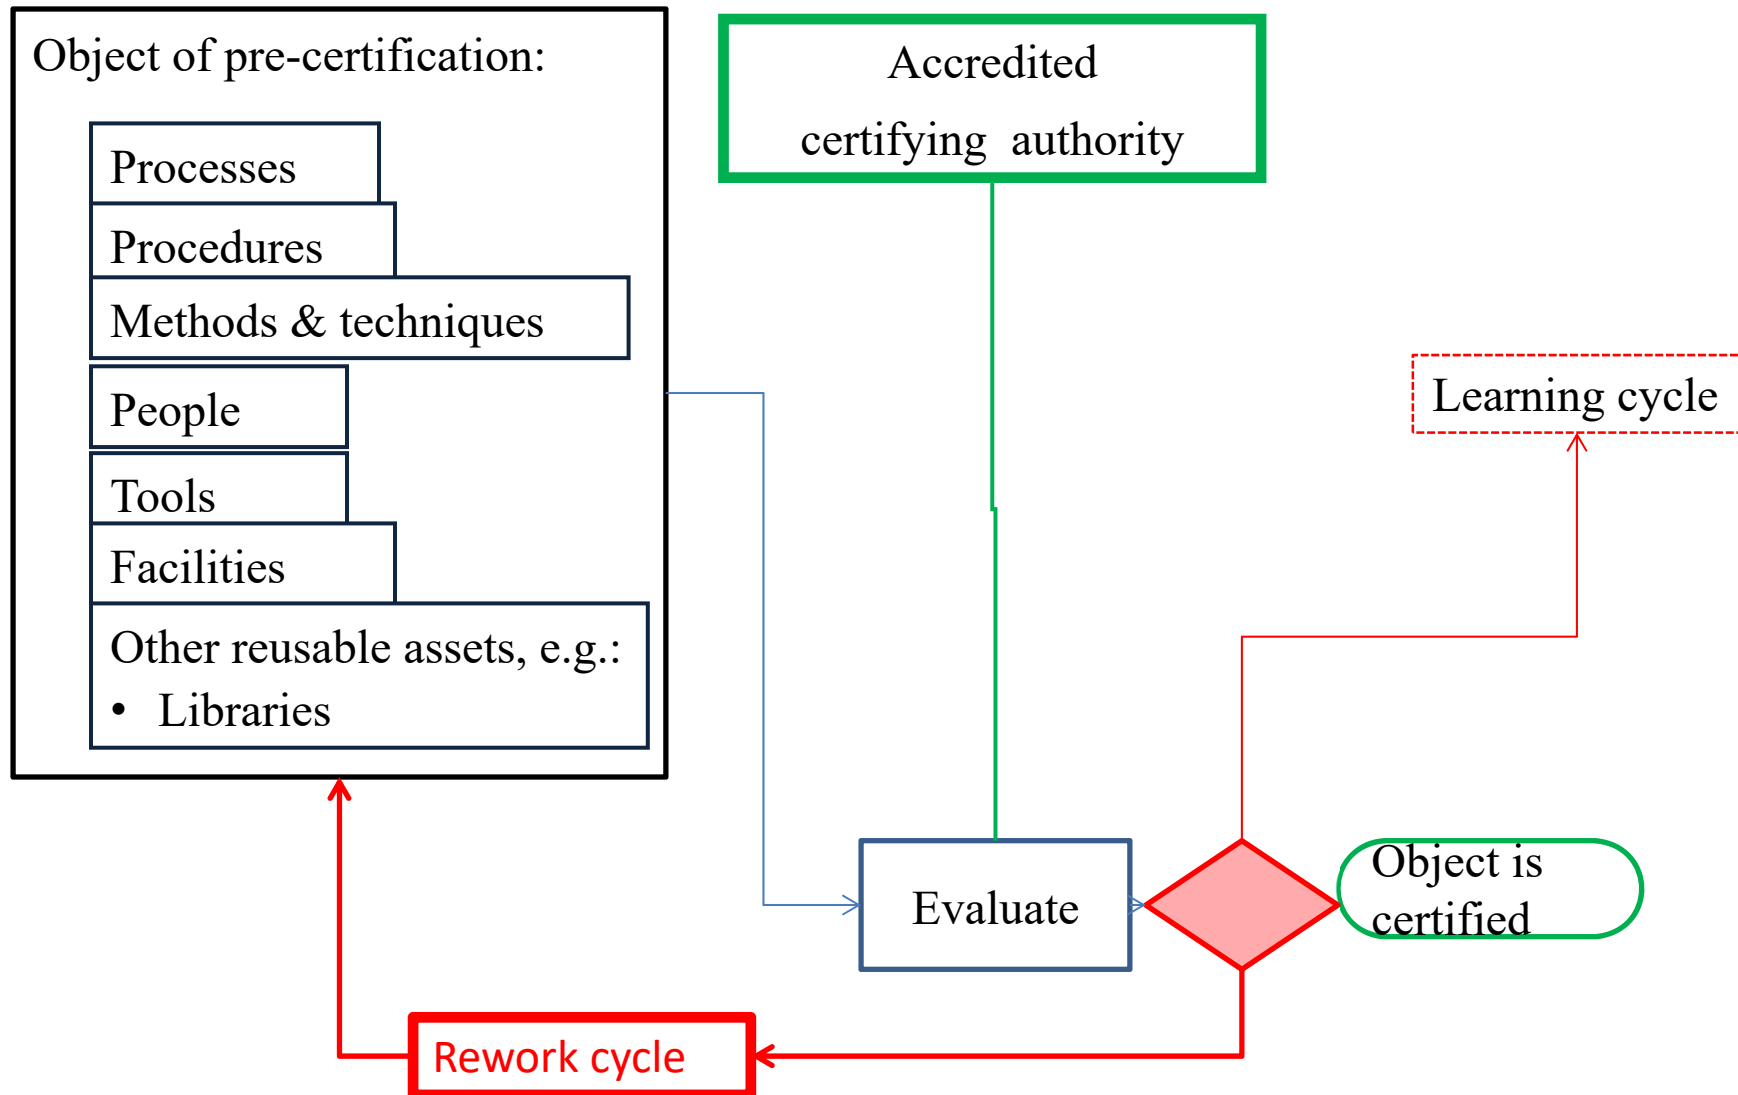 Object of pre-certification:
Processes
Procedures
Methods & techniques
People
Tools
Facilities
Other reusable assets, e.g.:
• Libraries
Accredited
certifying authority
Learning cycle
Evaluate
Object is
certified
Rework cycle